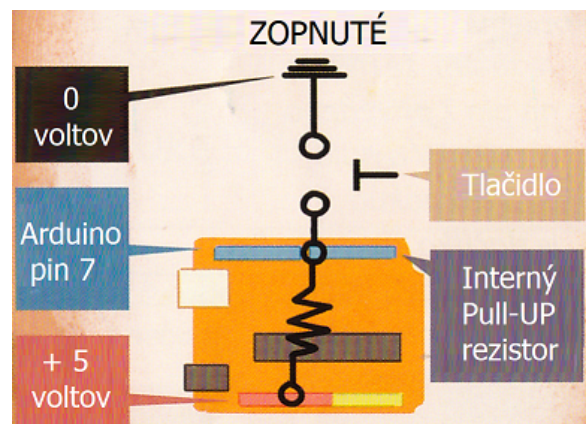 ZOPNUTÉ
0
voltov
Tlačidlo
Arduino
pin 7
Interný
Pull-UP
rezistor
+ 5
voltov